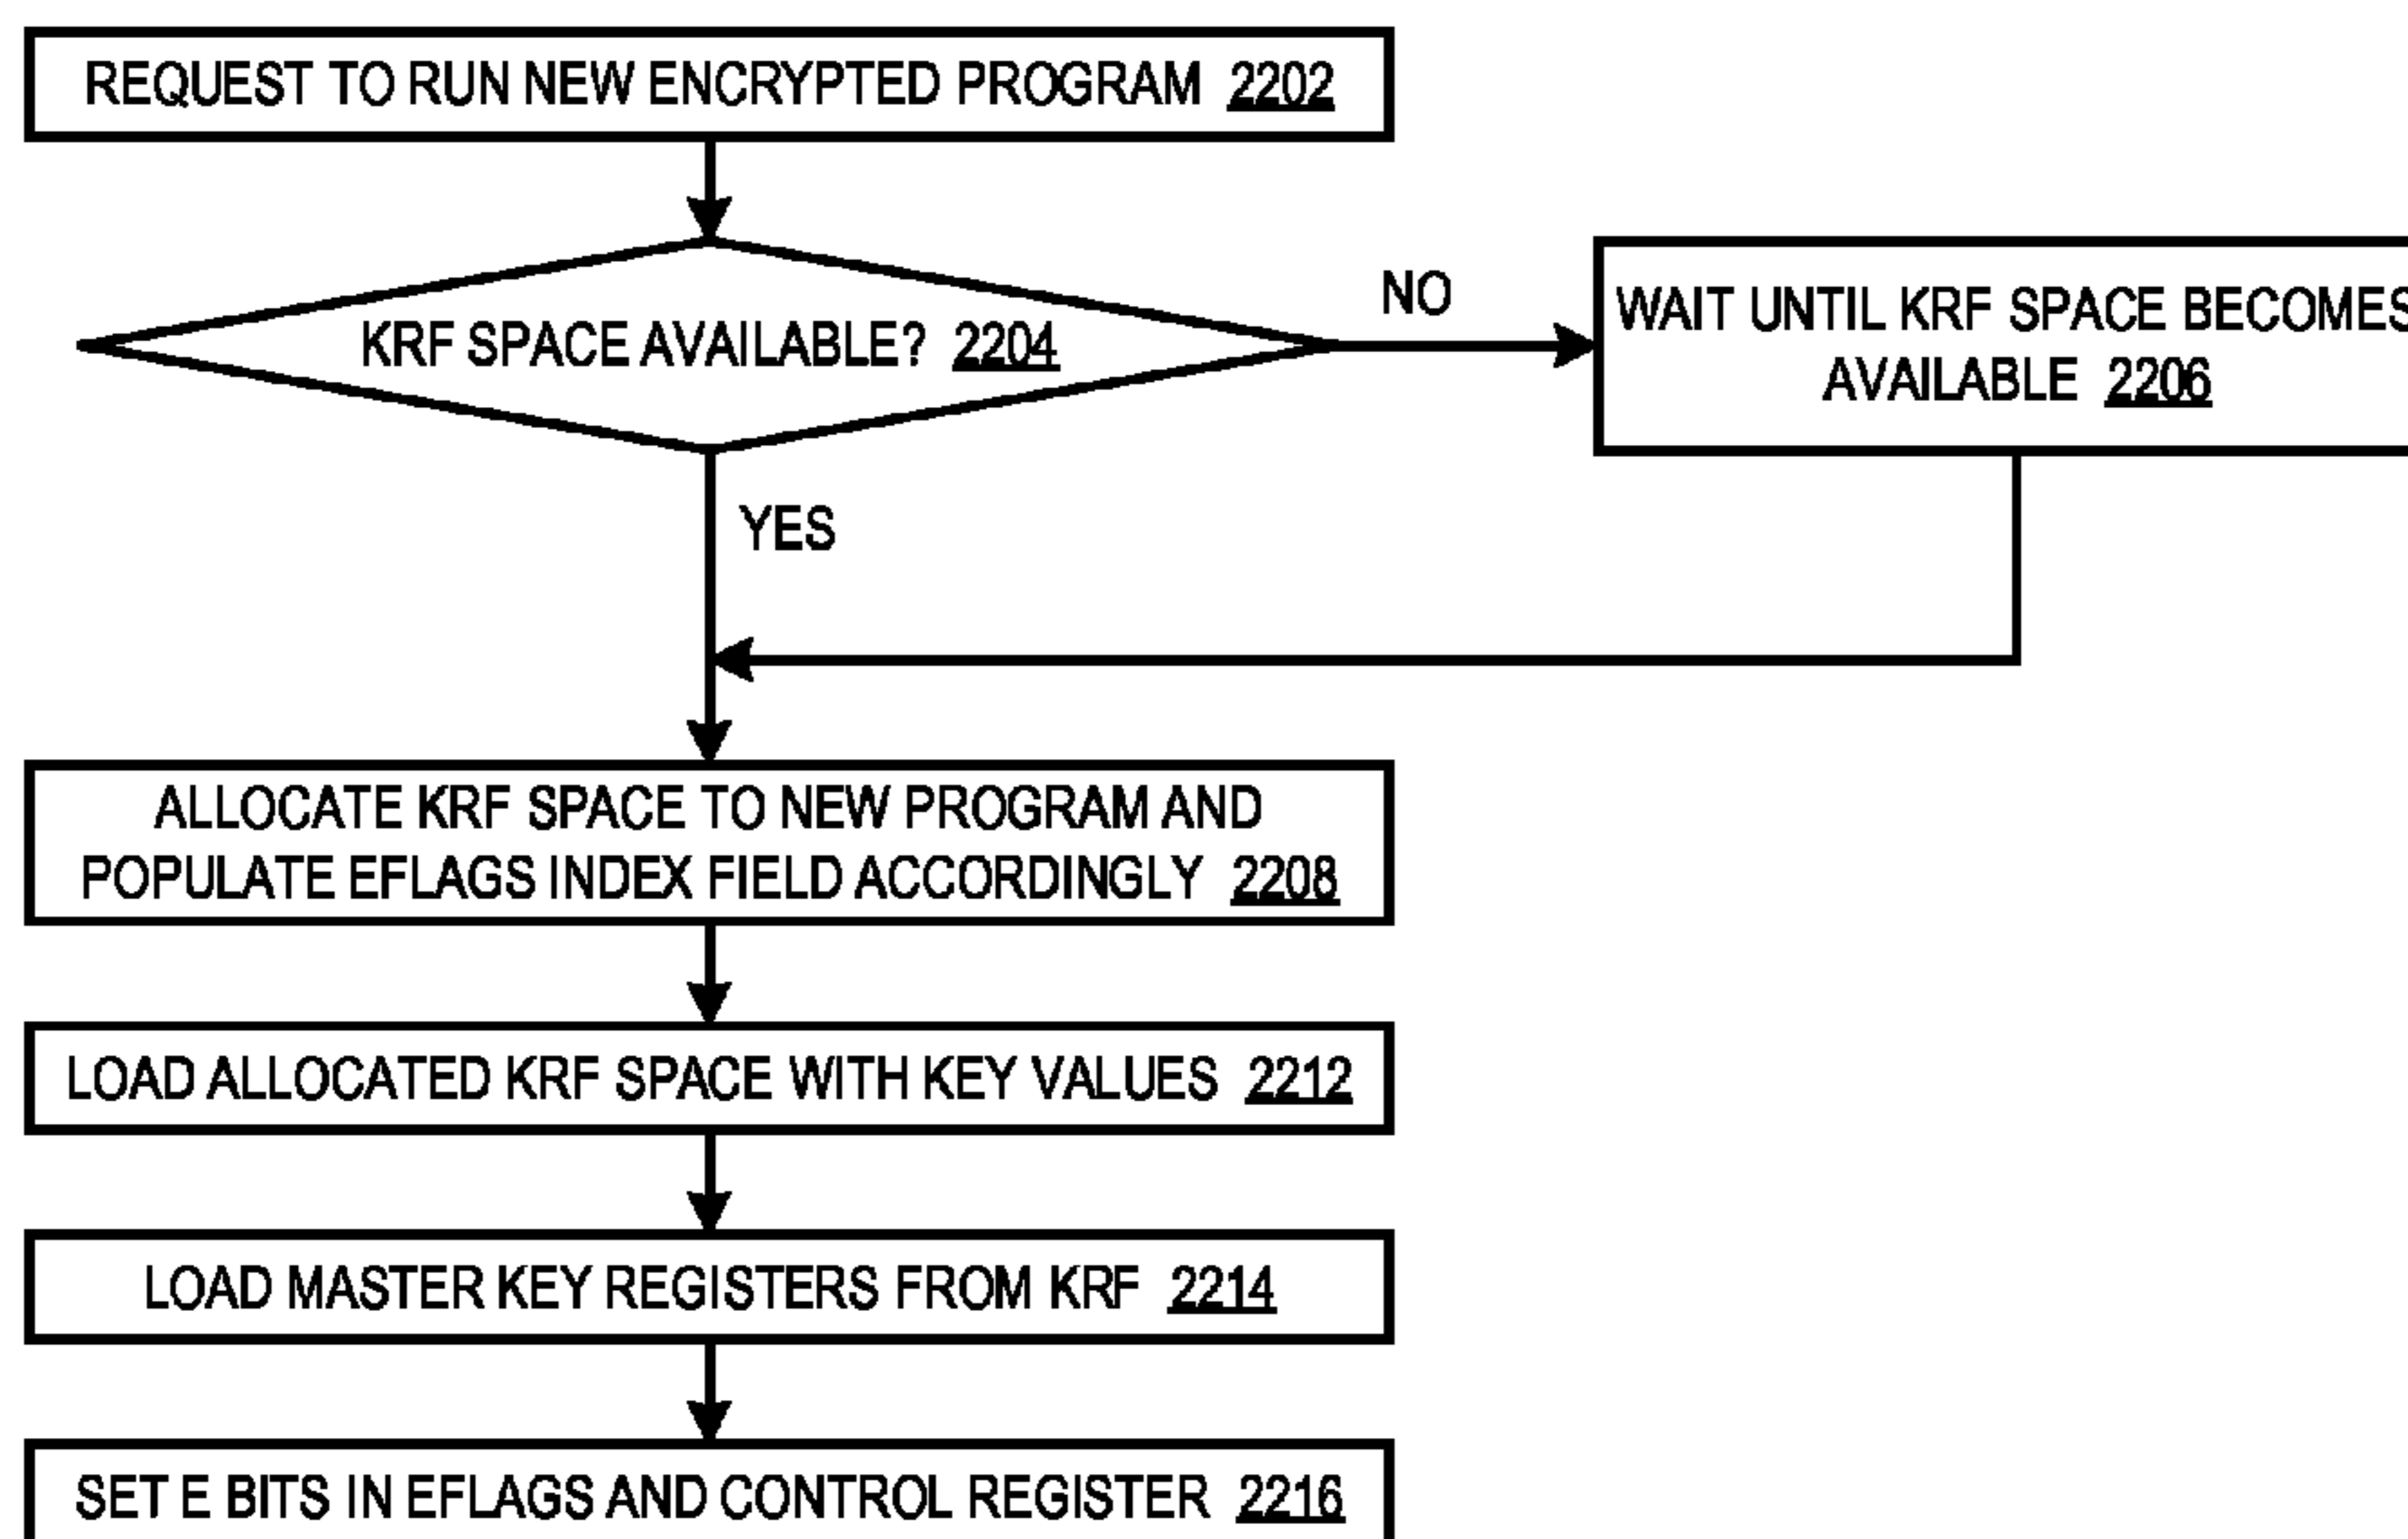 REQUEST TO RUN NEW ENCRYPTED PROGRAM 2202
KRF SPACE AVAILABLE? 2204
NO
WAIT UNTIL KRF SPACE BECOMES
AVAILABLE 2206
YES
ALLOCATE KRF SPACE TO NEW PROGRAM AND
POPULATE EFLAGS INDEX FIELD ACCORDINGLY 2208
LOAD ALLOCATED KRF SPACE WITH KEY VALUES 2212
LOAD MASTER KEY REGISTERS FROM KRF 2214
SET E BITS IN EFLAGS AND CONTROL REGISTER 2216